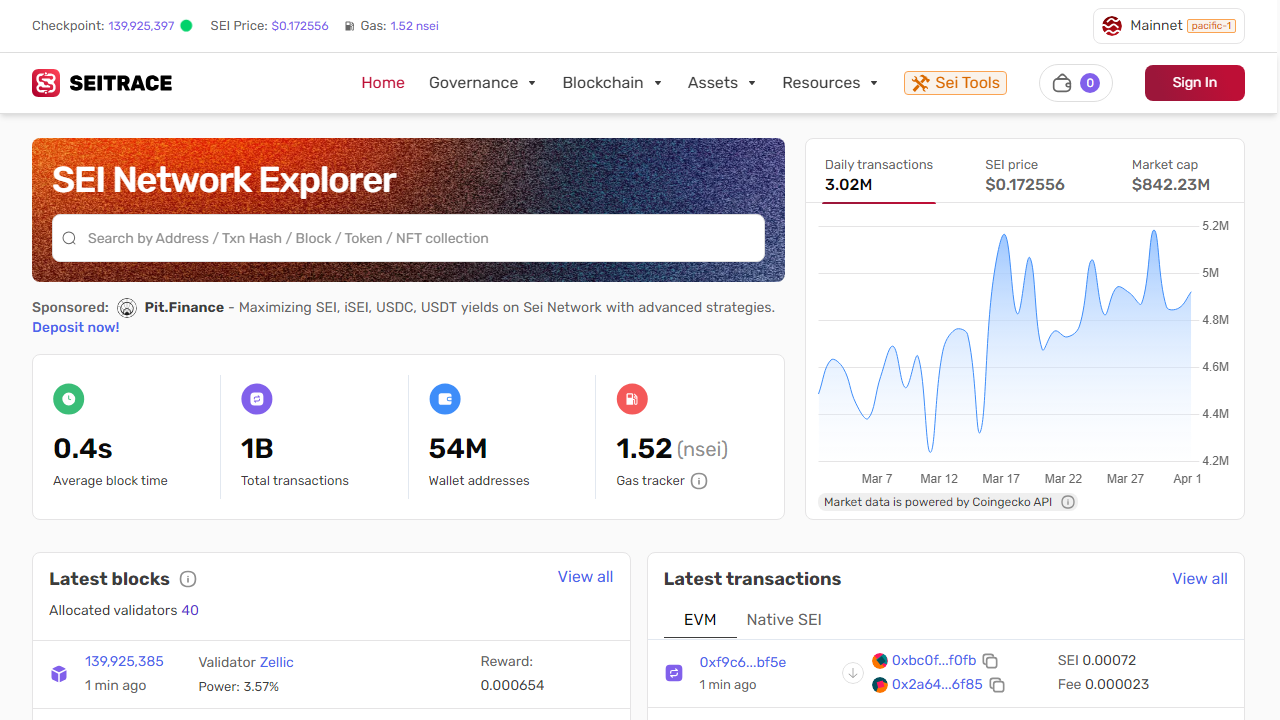 Checkpoint: 139,925,397 SEI Price: $0.172556 Gas: 1.52 nsei
Mainnet pacific-1
SEITRACE
Home Governance Blockchain Assets Resources Sei Tools 0 Sign In
SEI Network Explorer
Search by Address / Txn Hash / Block / Token / NFT collection
Sponsored: Pit.Finance - Maximizing SEI, iSEI, USDC, USDT yields on Sei Network with advanced strategies.
Deposit now!
0.4s
Average block time
1B
Total transactions
54M
Wallet addresses
1.52 (nsei)
Gas tracker
Daily transactions SEI price Market cap
3.02M $0.172556 $842.23M
5.2M
5M
4.8M
4.6M
4.4M
4.2M
Mar 7 Mar 12 Mar 17 Mar 22 Mar 27 Apr 1
Market data is powered by Coingecko API
Latest blocks View all
Allocated validators 40
139,925,385 Validator Zellic Reward:
1 min ago Power: 3.57% 0.000654
Latest transactions View all
EVM Native SEI
0xf9c6...bf5e 0xbc0f...f0fb SEI 0.00072
1 min ago 0x2a64...6f85 Fee 0.000023